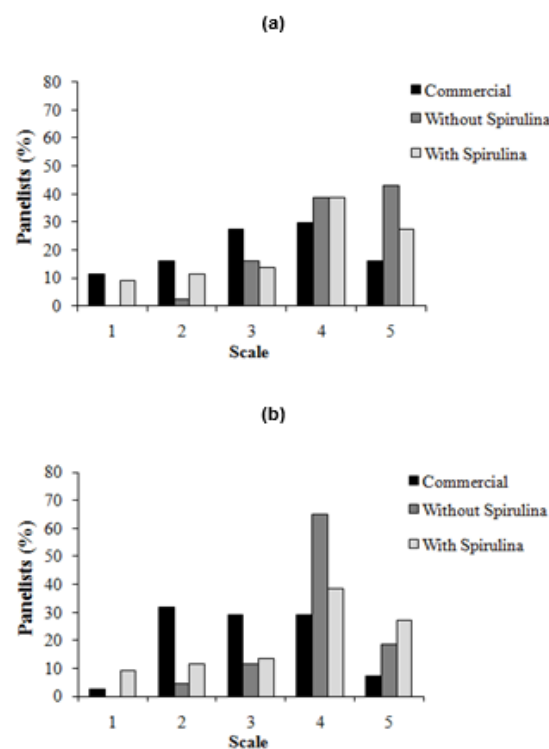 (a)
80
70
60
50
40
30
20
10
0
Panelists (%)
1 2 3 4 5
Scale
Commercial
Without Spirulina
With Spirulina
(b)
80
70
60
50
40
30
20
10
0
Panelists (%)
1 2 3 4 5
Scale
Commercial
Without Spirulina
With Spirulina